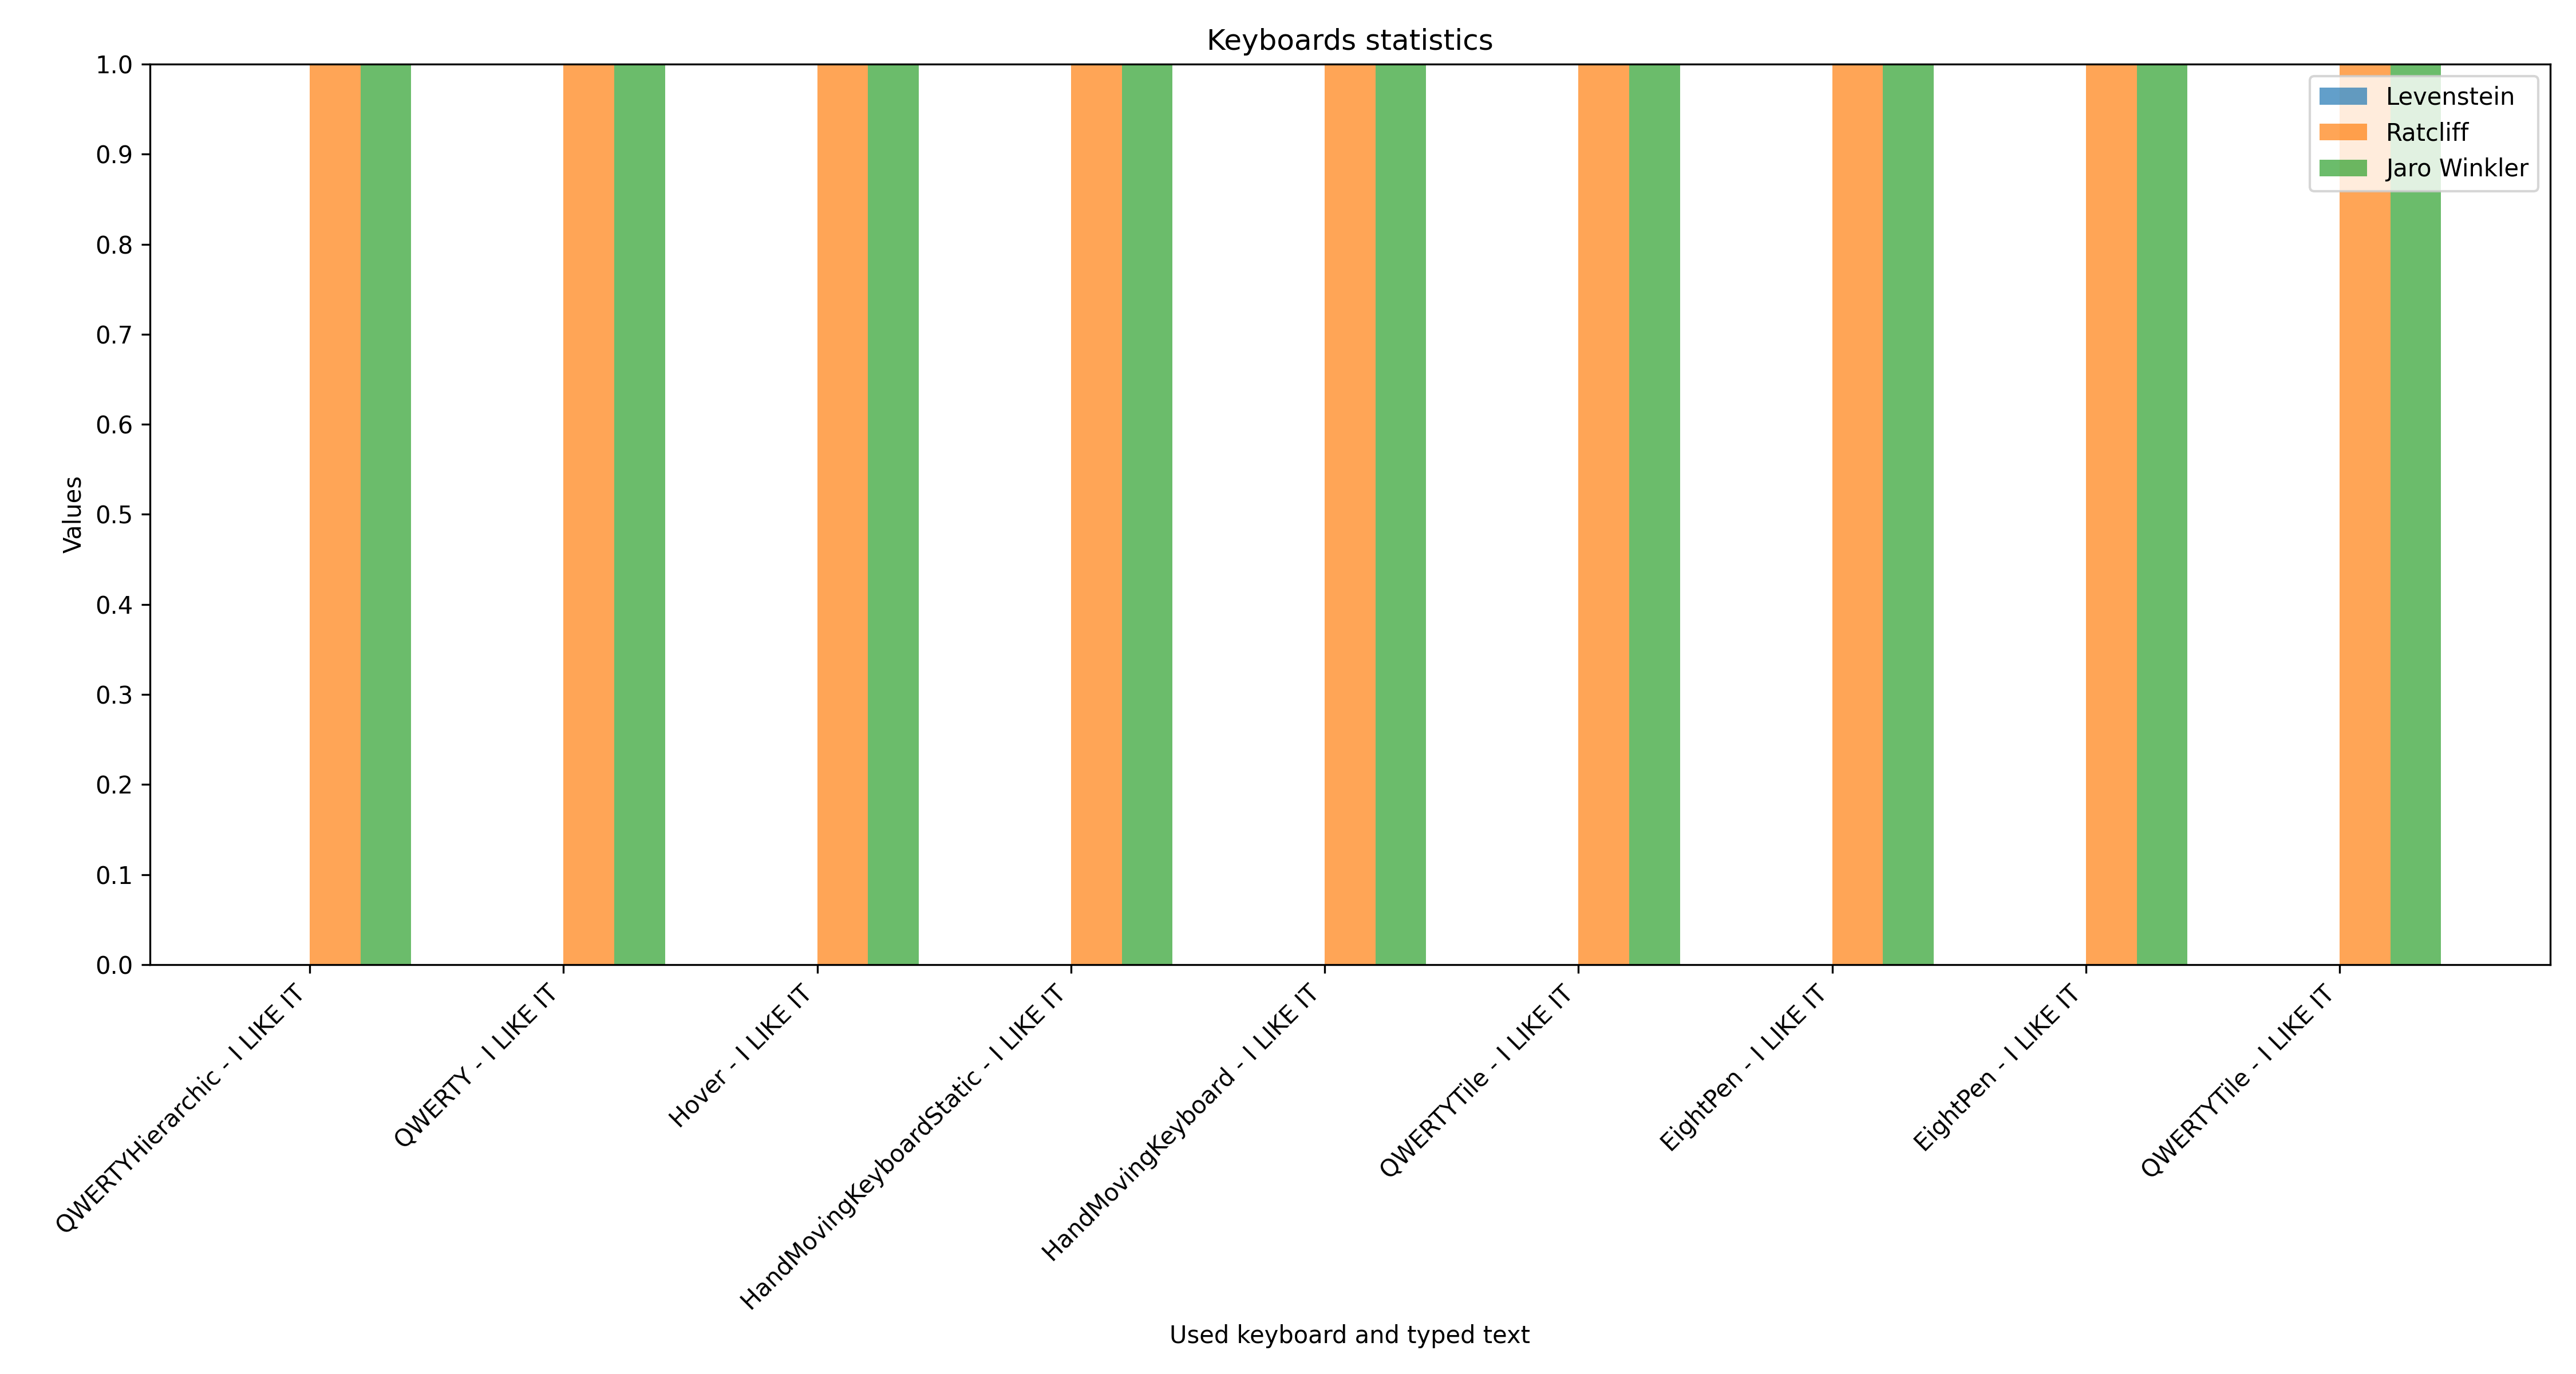 Keyboards statistics
1.0
0.9
0.8
0.7
0.6
0.5
0.4
0.3
0.2
0.1
0.0
Values
Levenstein
Ratcliff
Jaro Winkler
QWERTYHierarchic - I LIKE IT
QWERTY - I LIKE IT
Hover - I LIKE IT
HandMovingKeyboardStatic - I LIKE IT
HandMovingKeyboard - I LIKE IT
QWERTYTile - I LIKE IT
EightPen - I LIKE IT
EightPen - I LIKE IT
QWERTYTile - I LIKE IT
Used keyboard and typed text